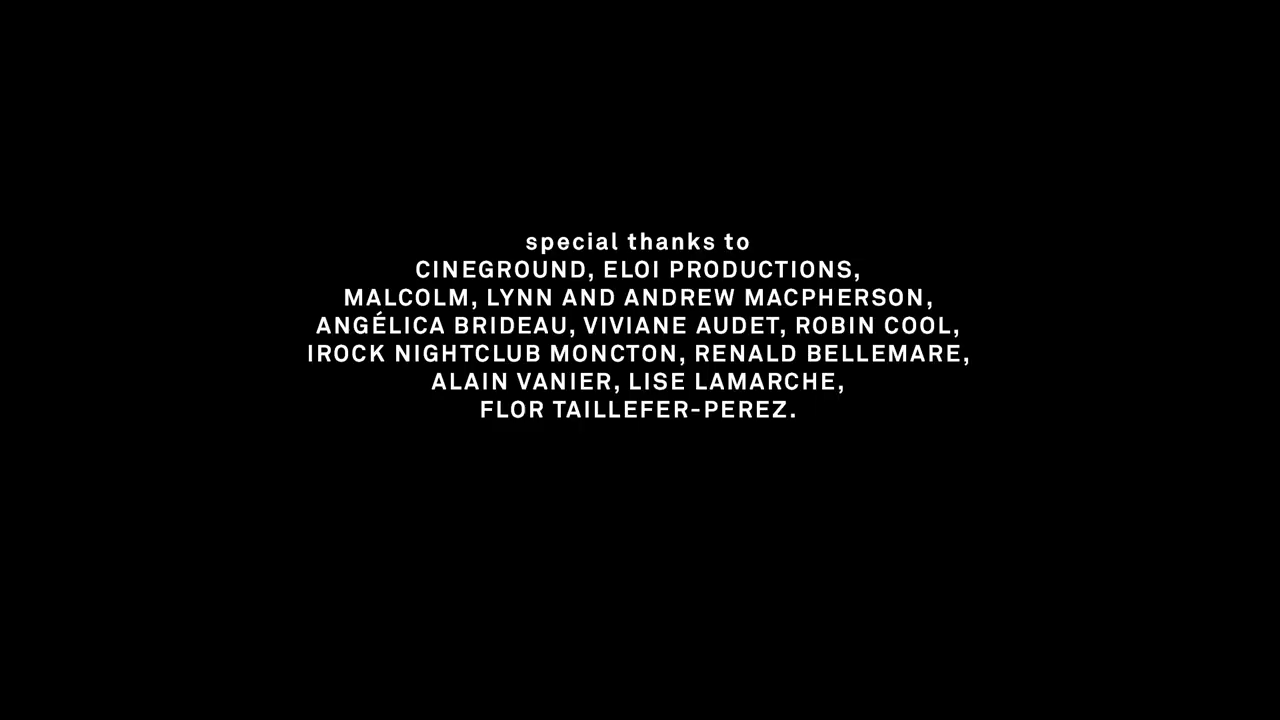 special thanks to
CINEGROUND, ELOI PRODUCTIONS,
MALCOLM, LYNN AND ANDREW MACPHERSON,
ANGÉLICA BRIDEAU, VIVIANE AUDET, ROBIN COOL,
IROCK NIGHTCLUB MONCTON, RENALD BELLEMARE,
ALAIN VANIER, LISE LAMARCHE,
FLOR TAILLEFER-PEREZ.